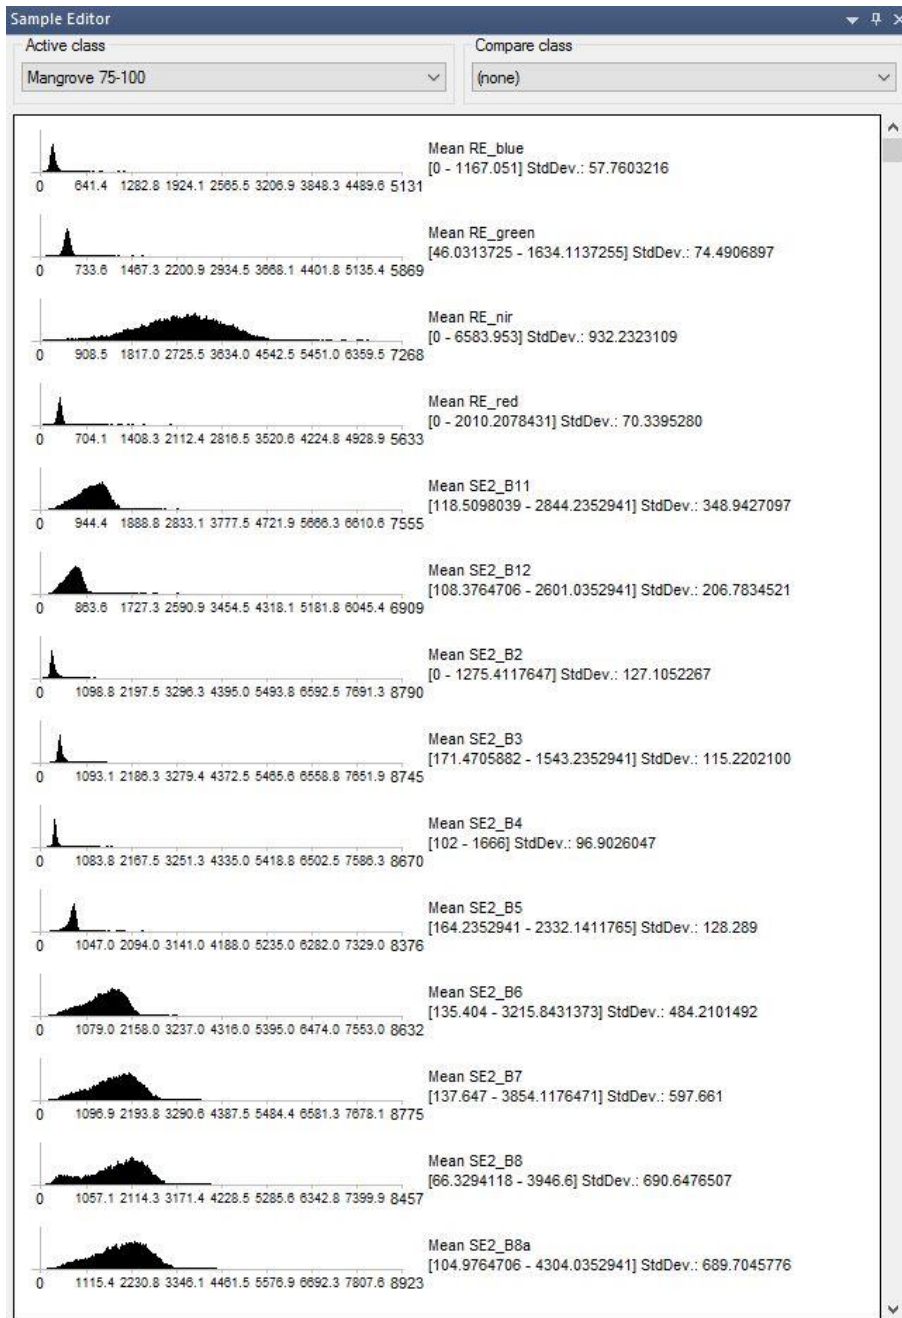 Sample Editor
Active class
Compare class
Mangrove 75-100
(none)
Mean RE_blue
[0 - 1167.051] StdDev.: 57.7603216
0 641.4 1282.8 1924.1 2565.5 3206.9 3848.3 4489.6 5131
Mean RE_green
[46.0313725 - 1634.1137255] StdDev.: 74.4906897
0 733.6 1467.3 2200.9 2934.5 3668.1 4401.8 5135.4 5869
Mean RE_nir
[0 - 6583.953] StdDev.: 932.2323109
0 908.5 1817.0 2725.5 3634.0 4542.5 5451.0 6359.5 7268
Mean RE_red
[0 - 2010.2078431] StdDev.: 70.3395280
0 704.1 1408.3 2112.4 2816.5 3520.6 4224.8 4928.9 5633
Mean SE2_B11
[118.5098039 - 2844.2352941] StdDev.: 348.9427097
0 944.4 1888.8 2833.1 3777.5 4721.9 5666.3 6610.6 7555
Mean SE2_B12
[108.3764706 - 2601.0352941] StdDev.: 206.7834521
0 863.6 1727.3 2590.9 3454.5 4318.1 5181.8 6045.4 6909
Mean SE2_B2
[0 - 1275.4117647] StdDev.: 127.1052267
0 1098.8 2197.5 3296.3 4395.0 5493.8 6592.5 7691.3 8790
Mean SE2_B3
[171.4705882 - 1543.2352941] StdDev.: 115.2202100
0 1093.1 2186.3 3279.4 4372.5 5465.6 6558.8 7651.9 8745
Mean SE2_B4
[102 - 1666] StdDev.: 96.9026047
0 1083.8 2167.5 3251.3 4335.0 5418.8 6502.5 7586.3 8670
Mean SE2_B5
[164.2352941 - 2332.1411765] StdDev.: 128.289
0 1047.0 2094.0 3141.0 4188.0 5235.0 6282.0 7329.0 8376
Mean SE2_B6
[135.404 - 3215.8431373] StdDev.: 484.2101492
0 1079.0 2158.0 3237.0 4316.0 5395.0 6474.0 7553.0 8632
Mean SE2_B7
[137.647 - 3854.1176471] StdDev.: 597.661
0 1096.9 2193.8 3290.6 4387.5 5484.4 6581.3 7678.1 8775
Mean SE2_B8
[66.3294118 - 3946.6] StdDev.: 690.6476507
0 1057.1 2114.3 3171.4 4228.5 5285.6 6342.8 7399.9 8457
Mean SE2_B8a
[104.9764706 - 4304.0352941] StdDev.: 689.7045776
0 1115.4 2230.8 3346.1 4461.5 5576.9 6692.3 7807.6 8923